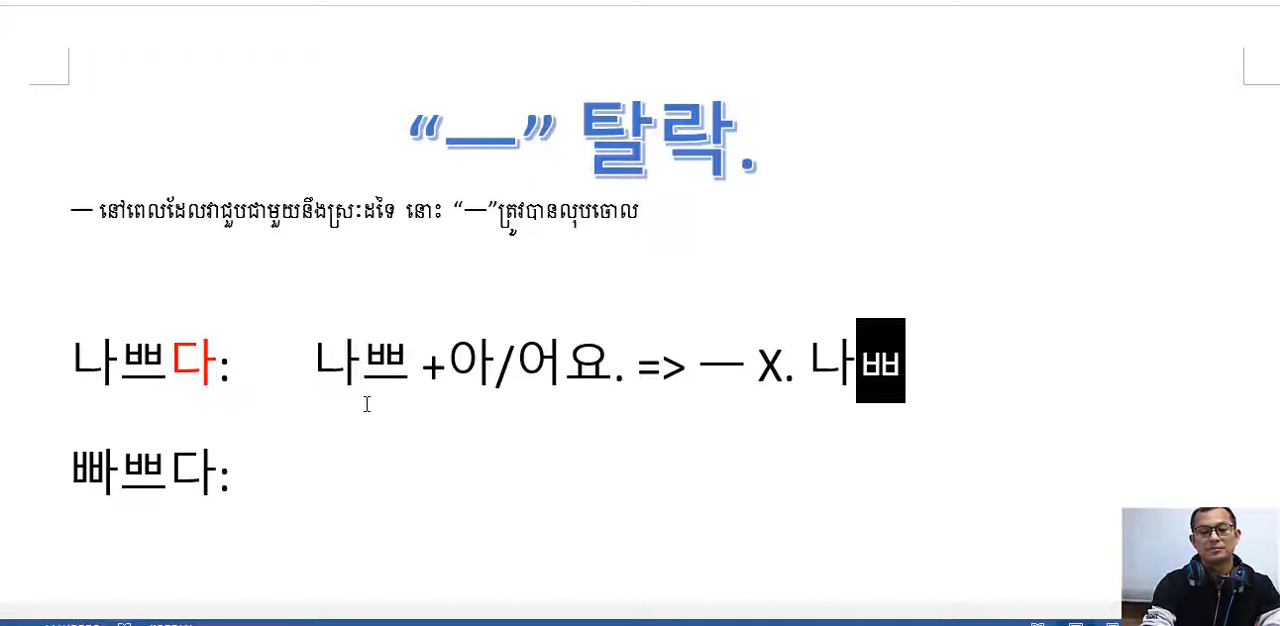 “ㅡ” 탈락.
ㅡ នៅពេលដែលវាជួបជាមួយនឹងស្រៈដទៃ នោះ “ㅡ”ត្រូវបានលុបចោល
나쁘다: 나쁘 +아/어요. => ㅡ X. 나ㅃ
빠쁘다: